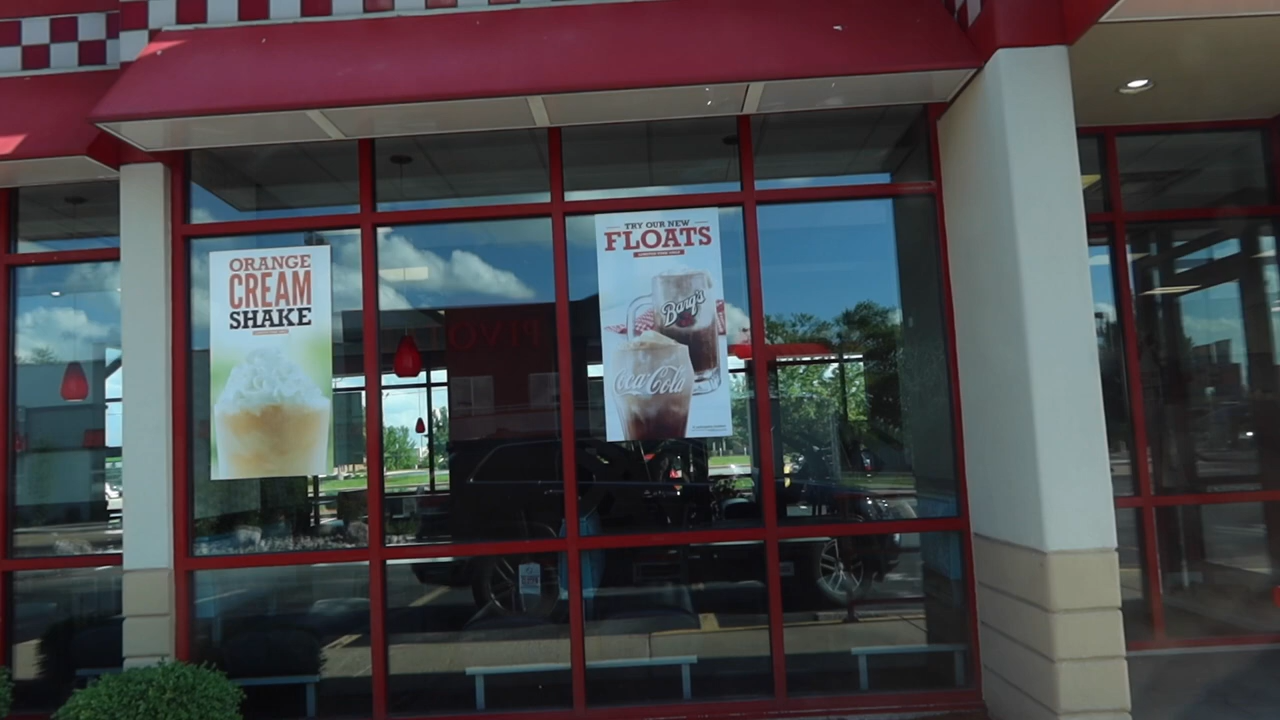 ORANGE
CREAM
SHAKE
TRY OUR NEW
FLOATS
Barq's
Coca-Cola